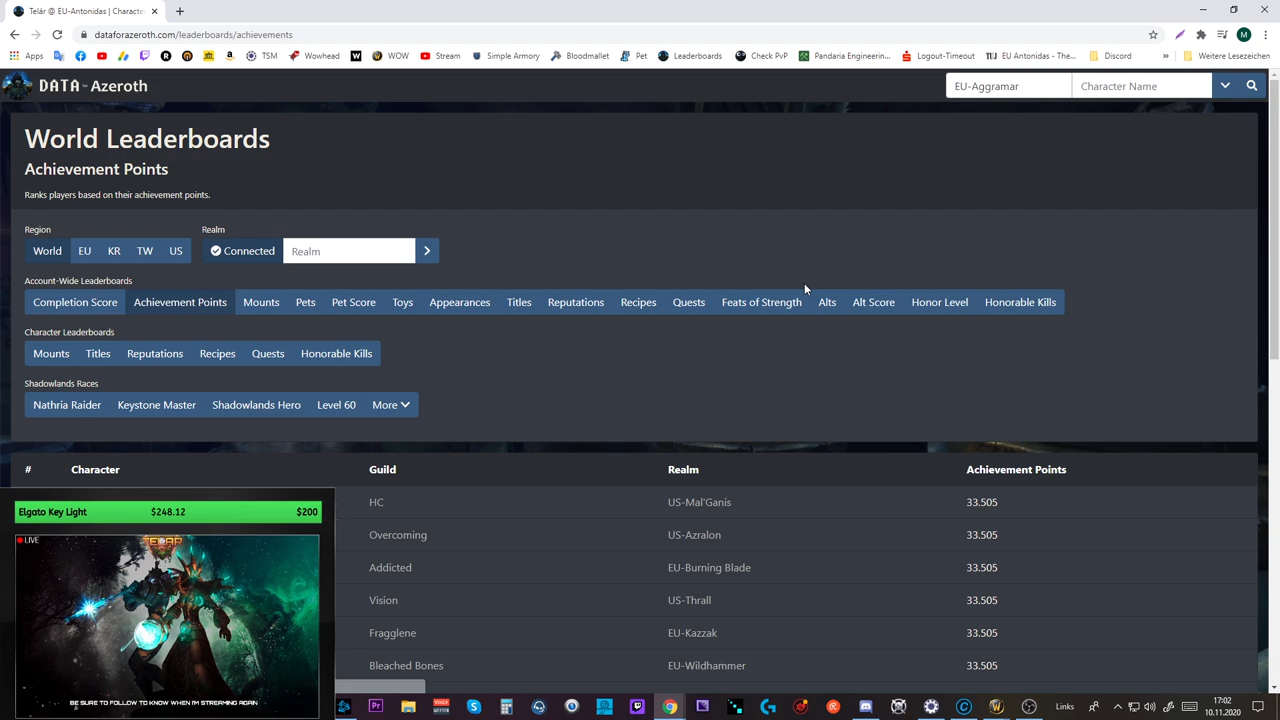 Telár @ EU-Antonidas | Characte
dataforazeroth.com/leaderboards/achievements
Apps TSM Wowhead WOW Stream Simple Armory Bloodmallet Pet Leaderboards Check PvP Pandaria Engineerin... Logout-Timeout EU Antonidas - The... Discord » Weitere Lesezeichen
DATA for Azeroth EU-Aggramar Character Name
World Leaderboards
Achievement Points
Ranks players based on their achievement points.
Region Realm
World EU KR TW US Connected Realm
Account-Wide Leaderboards
Completion Score Achievement Points Mounts Pets Pet Score Toys Appearances Titles Reputations Recipes Quests Feats of Strength Alts Alt Score Honor Level Honorable Kills
Character Leaderboards
Mounts Titles Reputations Recipes Quests Honorable Kills
Shadowlands Races
Nathria Raider Keystone Master Shadowlands Hero Level 60 More
# Character Guild Realm Achievement Points
HC US-Mal'Ganis 33.505
Overcoming US-Azralon 33.505
Addicted EU-Burning Blade 33.505
Vision US-Thrall 33.505
Fragglene EU-Kazzak 33.505
Bleached Bones EU-Wildhammer 33.505
Elgato Key Light $248.12 $200
LIVE
TELAR
BE SURE TO FOLLOW TO KNOW WHEN I'M STREAMING AGAIN
Links
17:02
10.11.2020